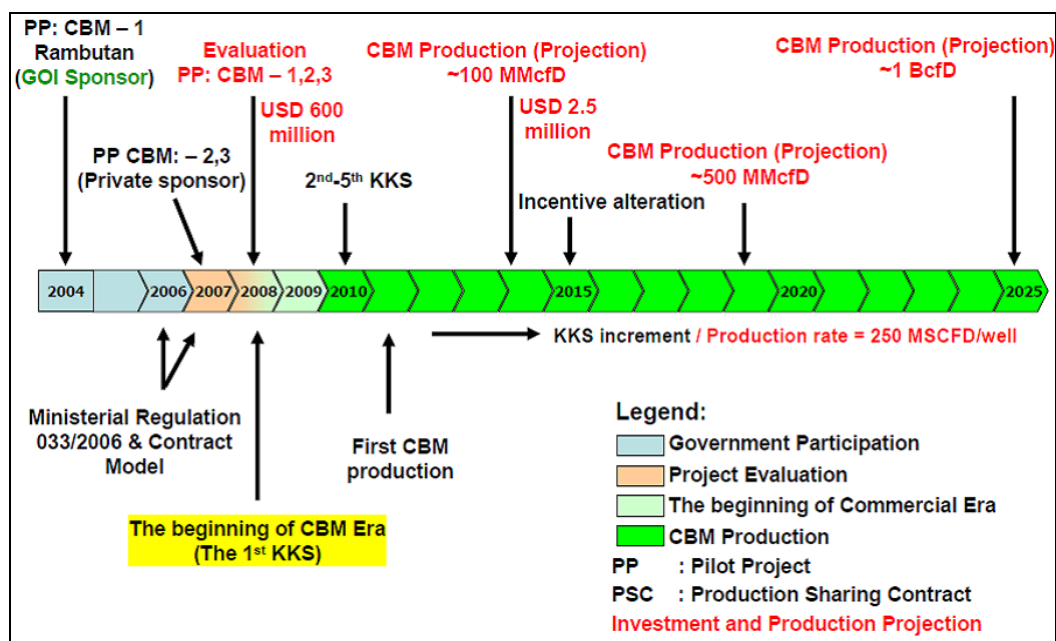 PP: CBM – 1
Rambutan
(GOI Sponsor)
Evaluation
PP: CBM – 1,2,3
USD 600
million
CBM Production (Projection)
~100 MMcfD
USD 2.5
million
CBM Production (Projection)
~1 BcfD
PP CBM: – 2,3
(Private sponsor)
2nd-5th KKS
CBM Production (Projection)
~500 MMcfD
Incentive alteration
2004
2006
2007
2008
2009
2010
2015
2020
2025
KKS increment / Production rate = 250 MSCFD/well
Ministerial Regulation
033/2006 & Contract
Model
First CBM
production
The beginning of CBM Era
(The 1st KKS)
Legend:
Government Participation
Project Evaluation
The beginning of Commercial Era
CBM Production
PP : Pilot Project
PSC : Production Sharing Contract
Investment and Production Projection